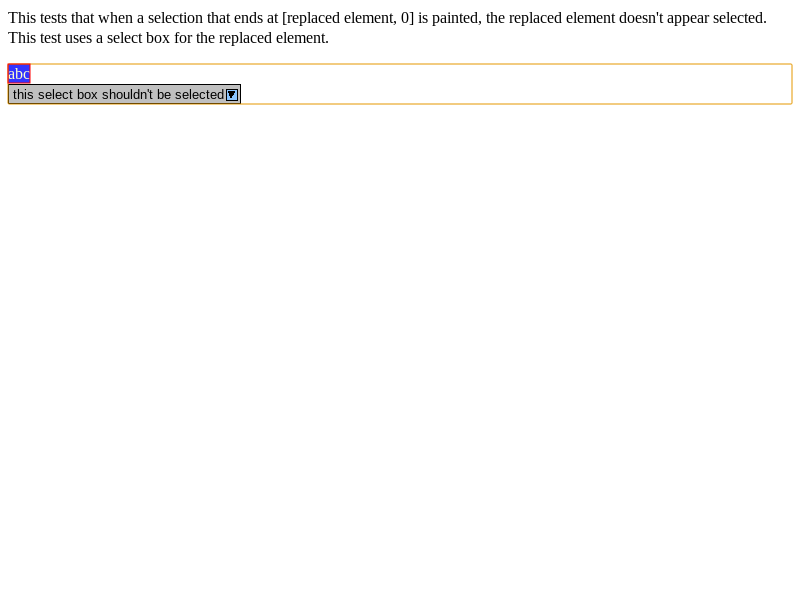 This tests that when a selection that ends at [replaced element, 0] is painted, the replaced element doesn't appear selected.
This test uses a select box for the replaced element.
abc
this select box shouldn't be selected